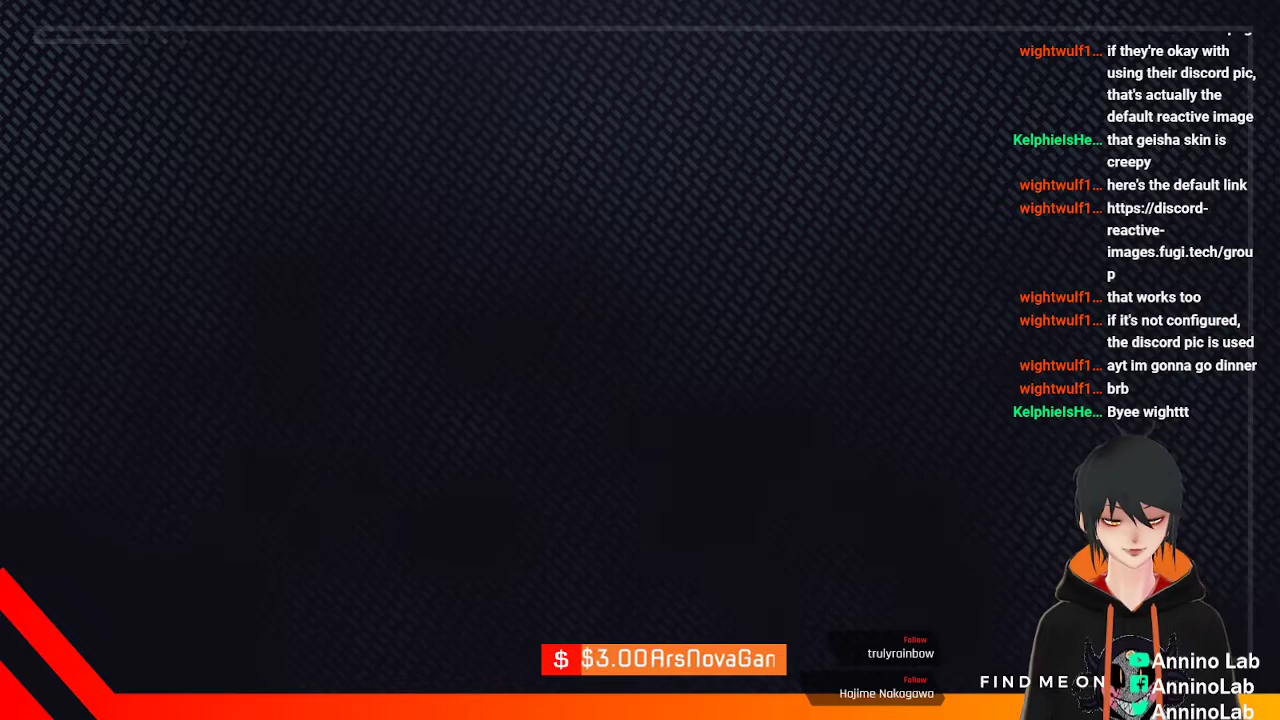 wightwulf1... if they're okay with
using their discord pic,
that's actually the
default reactive image
KelphieIsHe... that geisha skin is
creepy
wightwulf1... here's the default link
wightwulf1... https://discord-
reactive-
images.fugi.tech/grou
p
wightwulf1... that works too
wightwulf1... if it's not configured,
the discord pic is used
wightwulf1... ayt im gonna go dinner
wightwulf1... brb
KelphieIsHe... Byee wighttt
$ $3.00ArsNovaGan
Follow
trulyrainbow
Follow
Hajime Nakagawa
FIND ME ON
Annino Lab
AnninoLab
AnninoLab